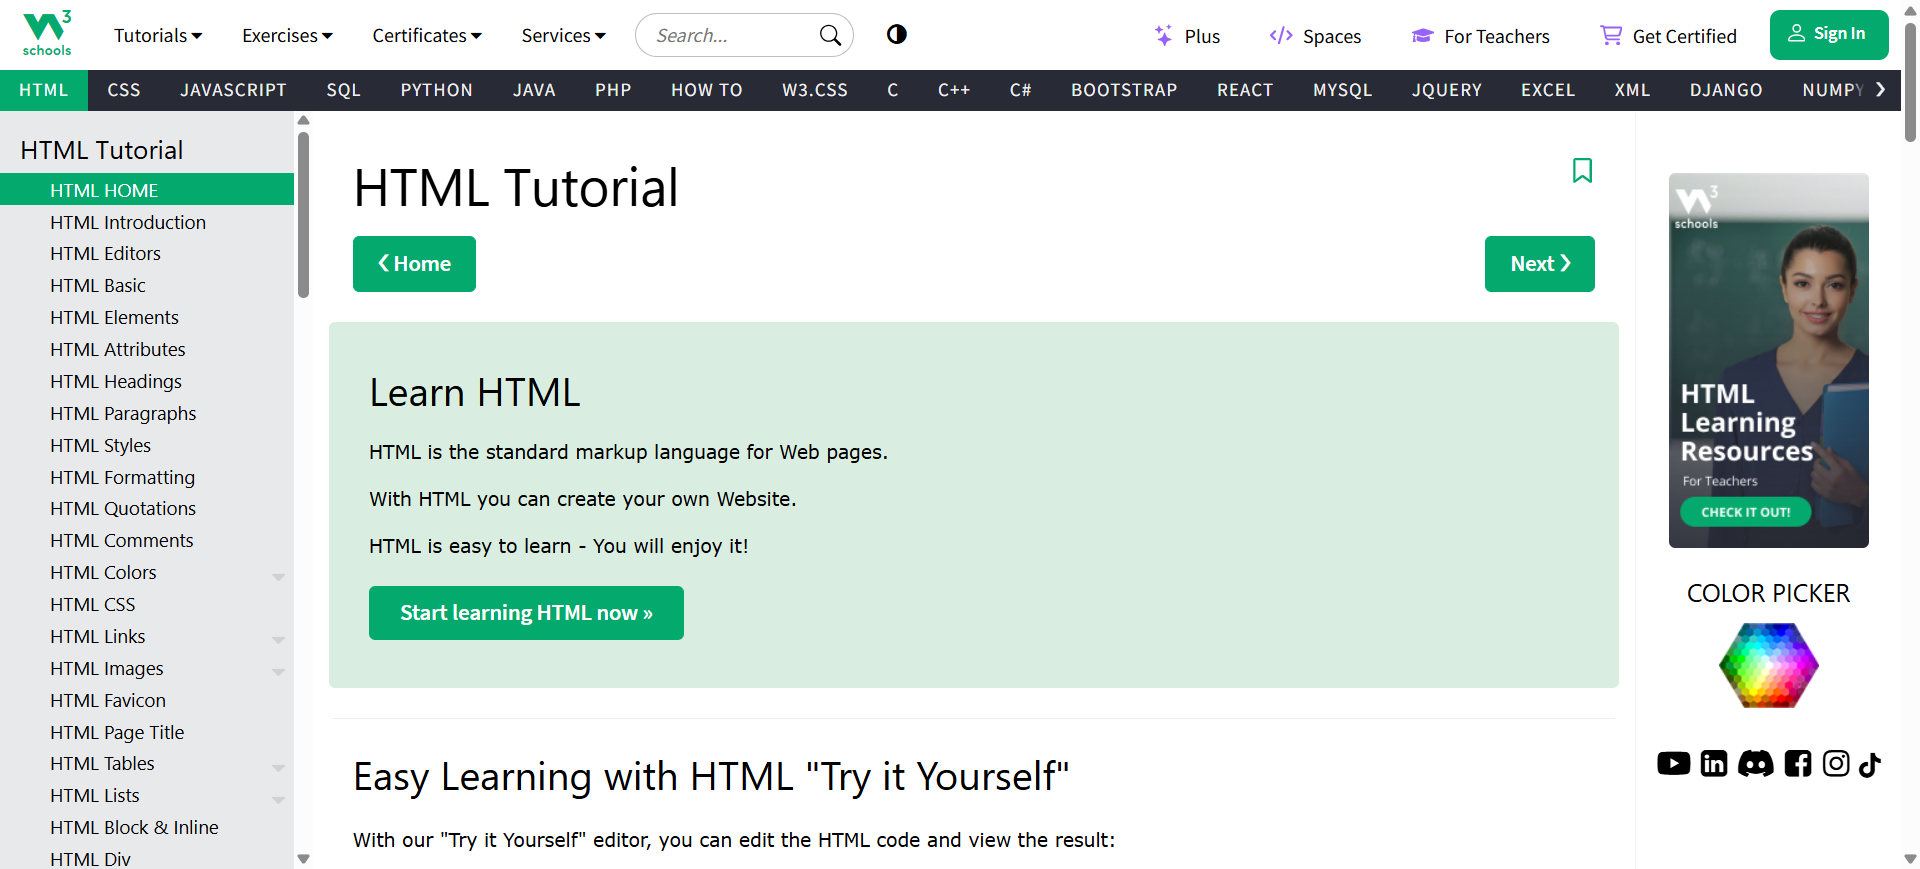 3
schools
Tutorials
Exercises
Certificates
Services
Search...
Plus
Spaces
For Teachers
Get Certified
Sign In
HTML
CSS
JAVASCRIPT
SQL
PYTHON
JAVA
PHP
HOW TO
W3.CSS
C
C++
C#
BOOTSTRAP
REACT
MYSQL
JQUERY
EXCEL
XML
DJANGO
NUMPY
HTML Tutorial
HTML HOME
HTML Introduction
HTML Editors
HTML Basic
HTML Elements
HTML Attributes
HTML Headings
HTML Paragraphs
HTML Styles
HTML Formatting
HTML Quotations
HTML Comments
HTML Colors
HTML CSS
HTML Links
HTML Images
HTML Favicon
HTML Page Title
HTML Tables
HTML Lists
HTML Block & Inline
HTML Div
HTML Tutorial
❮ Home
Next ❯
Learn HTML
HTML is the standard markup language for Web pages.
With HTML you can create your own Website.
HTML is easy to learn - You will enjoy it!
Start learning HTML now »
Easy Learning with HTML "Try it Yourself"
With our "Try it Yourself" editor, you can edit the HTML code and view the result:
3
schools
HTML
Learning
Resources
For Teachers
CHECK IT OUT!
COLOR PICKER